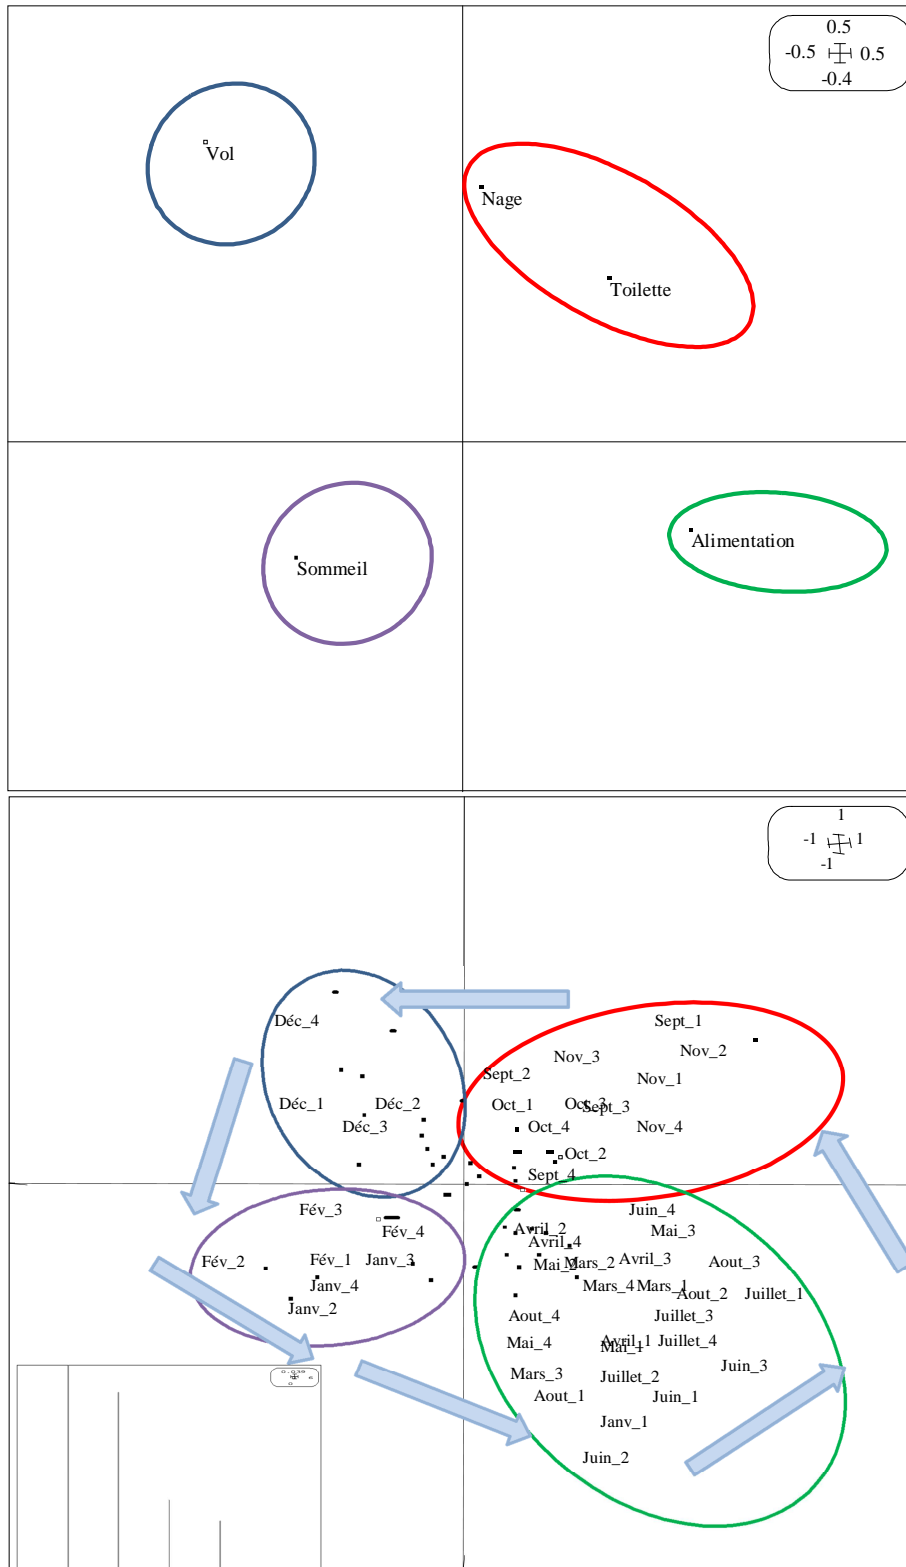 0.5
-0.5 0.5
-0.4
Vol
Nage
Toilette
Sommeil
Alimentation
1
-1 1
-1
Déc_4
Sept_1
Nov_3
Nov_2
Sept_2
Nov_1
Déc_1
Déc_2
Oct_1
Oct_3
Sept_3
Déc_3
Oct_4
Nov_4
Oct_2
Sept_4
Fév_3
Juin_4
Fév_4
Avril_2
Mai_3
Avril_4
Fév_2
Fév_1
Janv_3
Mai_2
Mars_2
Avril_3
Aout_3
Janv_4
Mars_4
Mars_1
Aout_2
Juillet_1
Janv_2
Aout_4
Juillet_3
Mai_4
Avril_1
Mai_1
Juillet_4
Mars_3
Juillet_2
Juin_3
Aout_1
Juin_1
Janv_1
Juin_2